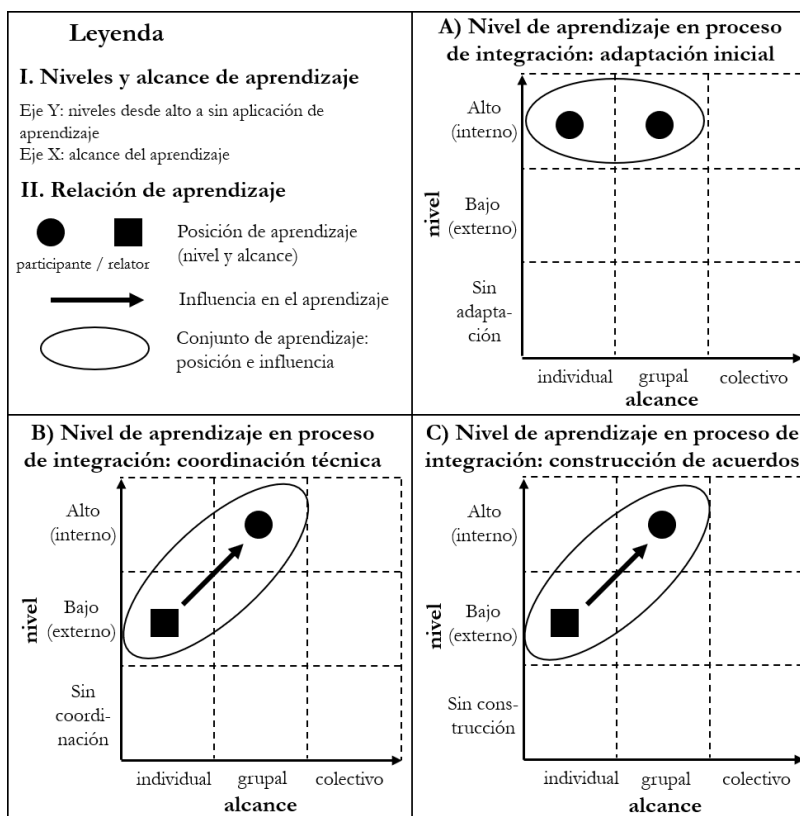 Leyenda
I. Niveles y alcance de aprendizaje
Eje Y: niveles desde alto a sin aplicación de
aprendizaje
Eje X: alcance del aprendizaje
II. Relación de aprendizaje
participante / relator
Posición de aprendizaje
(nivel y alcance)
Influencia en el aprendizaje
Conjunto de aprendizaje:
posición e influencia
A) Nivel de aprendizaje en proceso
de integración: adaptación inicial
nivel
Alto
(interno)
Bajo
(externo)
Sin
adapta-
ción
individual grupal colectivo
alcance
B) Nivel de aprendizaje en proceso
de integración: coordinación técnica
nivel
Alto
(interno)
Bajo
(externo)
Sin
coordi-
nación
individual grupal colectivo
alcance
C) Nivel de aprendizaje en proceso de
integración: construcción de acuerdos
nivel
Alto
(interno)
Bajo
(externo)
Sin cons-
trucción
individual grupal colectivo
alcance